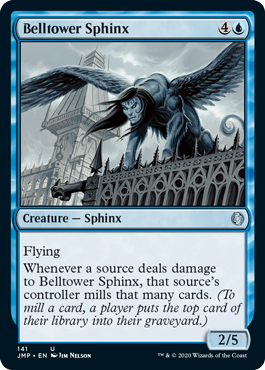 Belltower Sphinx 4
Creature — Sphinx
Flying
Whenever a source deals damage
to Belltower Sphinx, that source's
controller mills that many cards. (To
mill a card, a player puts the top card of
their library into their graveyard.)
2/5
141 U
JMP • EN Jim Nelson ™ & © 2020 Wizards of the Coast